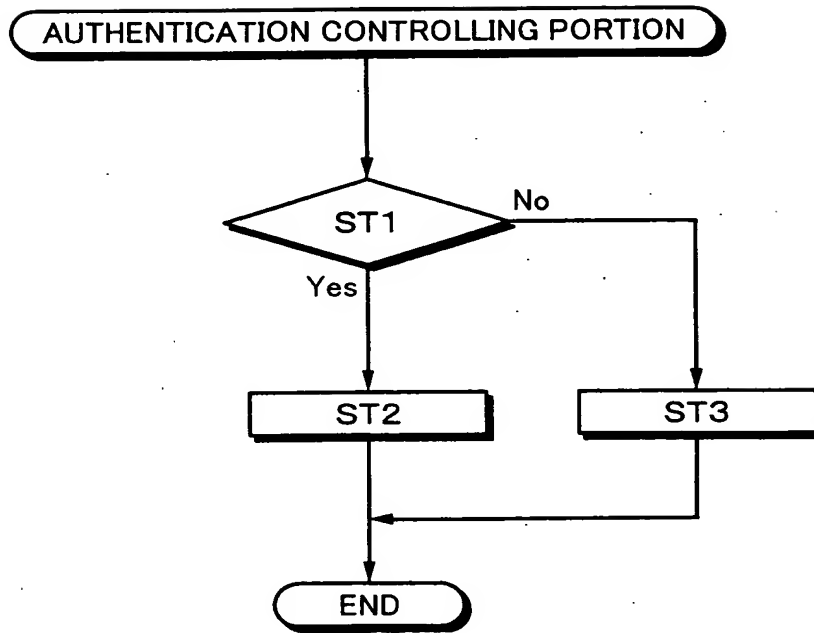 AUTHENTICATION CONTROLLING PORTION
ST1
No
Yes
ST2
ST3
END